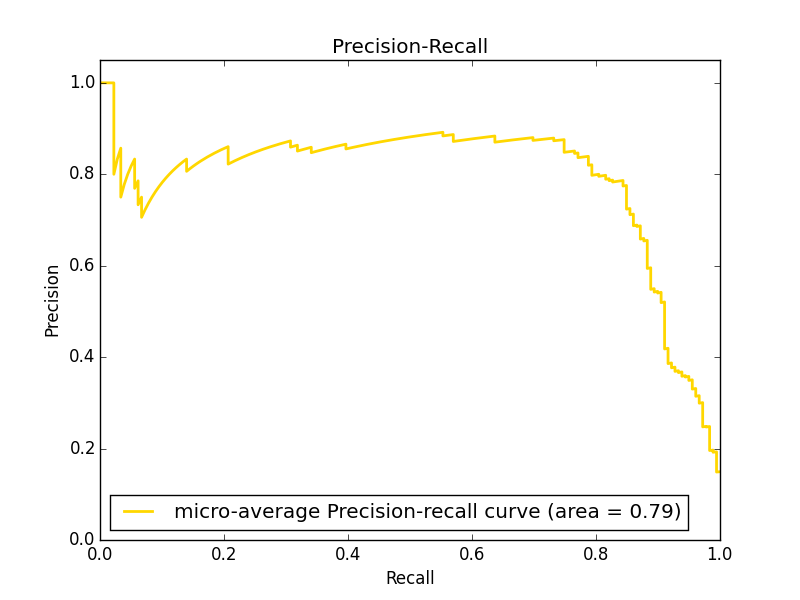 Precision-Recall
1.0
0.8
0.6
0.4
0.2
0.0
Precision
micro-average Precision-recall curve (area = 0.79)
0.0 0.2 0.4 0.6 0.8 1.0
Recall